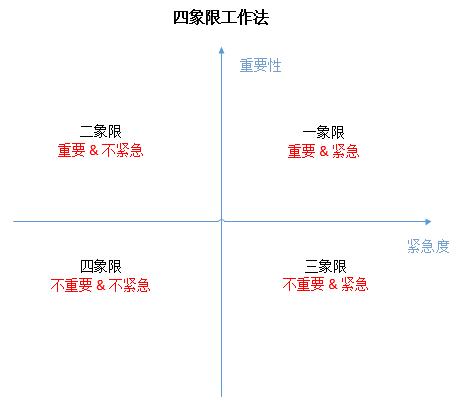 四象限工作法
重要性
二象限
重要 & 不紧急
一象限
重要 & 紧急
紧急度
四象限
不重要 & 不紧急
三象限
不重要 & 紧急